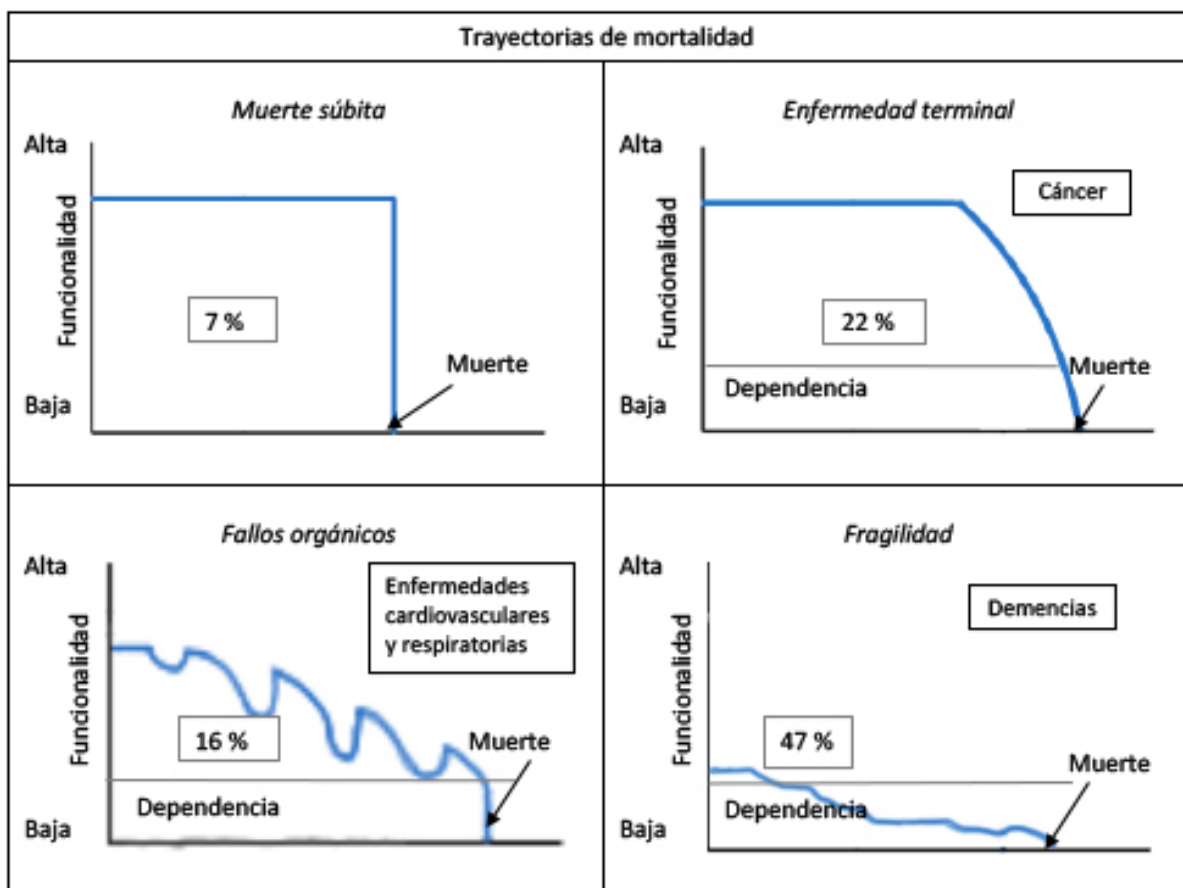 Trayectorias de mortalidad
Muerte súbita
Alta
Funcionalidad
7 %
Muerte
Baja
Enfermedad terminal
Alta
Cáncer
Funcionalidad
22 %
Muerte
Dependencia
Baja
Fallos orgánicos
Alta
Enfermedades
cardiovasculares
y respiratorias
Funcionalidad
16 %
Muerte
Dependencia
Baja
Fragilidad
Alta
Demencias
Funcionalidad
47 %
Muerte
Dependencia
Baja